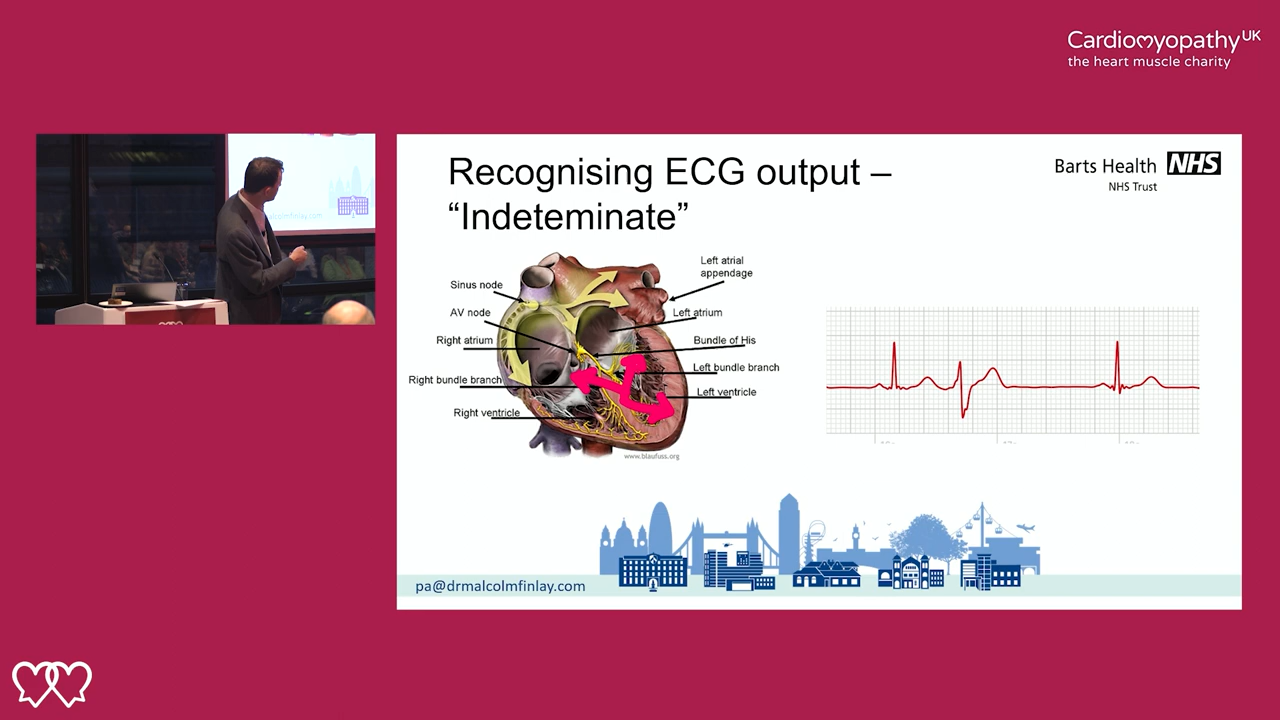 Cardiomyopathy UK
the heart muscle charity
Recognising ECG output –
“Indeteminate”
Barts Health NHS
NHS Trust
Left atrial
appendage
Sinus node
AV node
Left atrium
Right atrium
Bundle of His
Left bundle branch
Right bundle branch
Left ventricle
Right ventricle
www.blaufuss.org
pa@drmalcolmfinlay.com